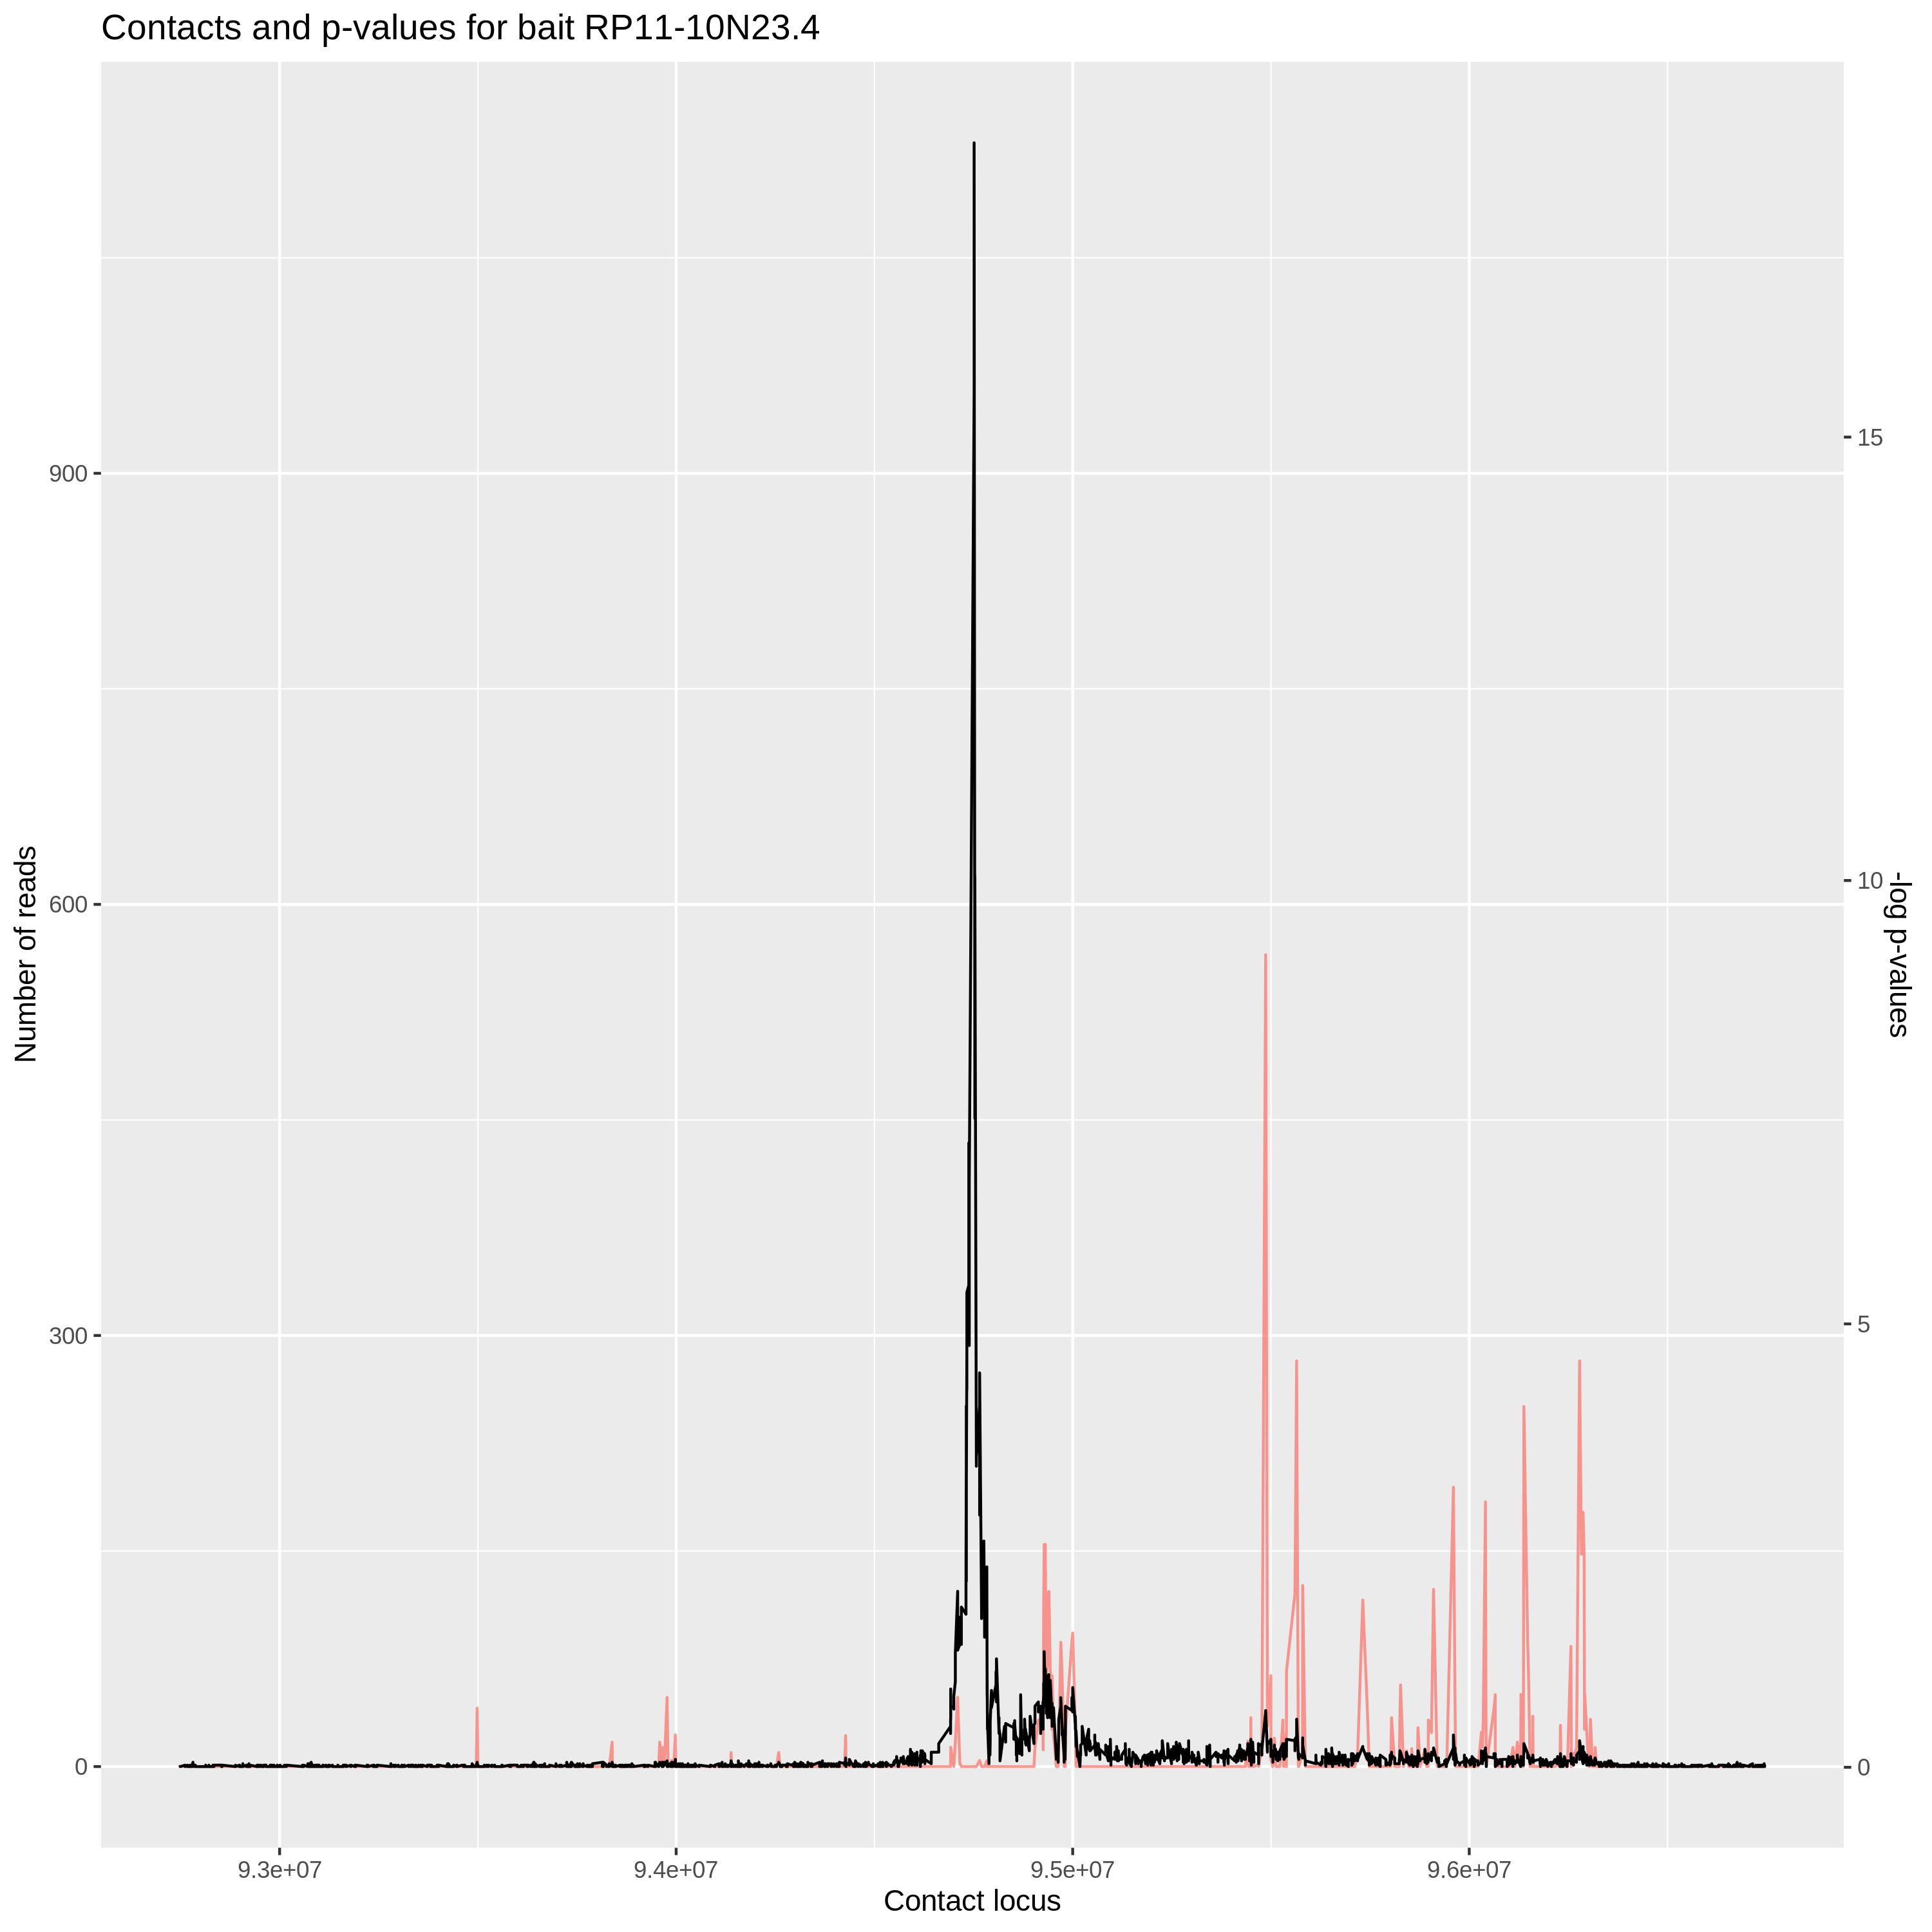 Contacts and p-values for bait RP11-10N23.4
Number of reads
900
600
300
0
15
10
5
0
-log p-values
9.3e+07
9.4e+07
9.5e+07
9.6e+07
Contact locus